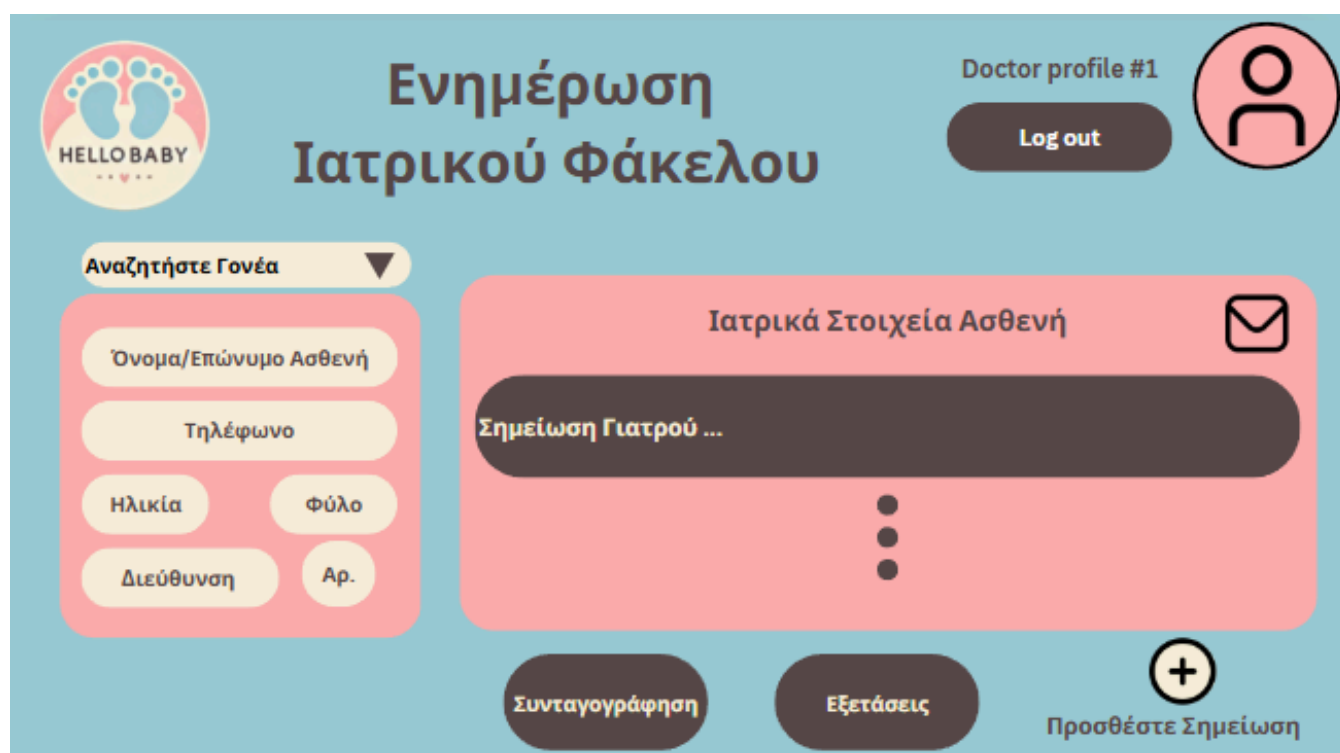 HELLO BABY
Ενημέρωση
Ιατρικού Φάκελου
Doctor profile #1
Log out
Αναζητήστε Γονέα
Όνομα/Επώνυμο Ασθενή
Τηλέφωνο
Ηλικία
Φύλο
Διεύθυνση
Αρ.
Ιατρικά Στοιχεία Ασθενή
Σημείωση Γιατρού ...
Συνταγογράφηση
Εξετάσεις
Προσθέστε Σημείωση